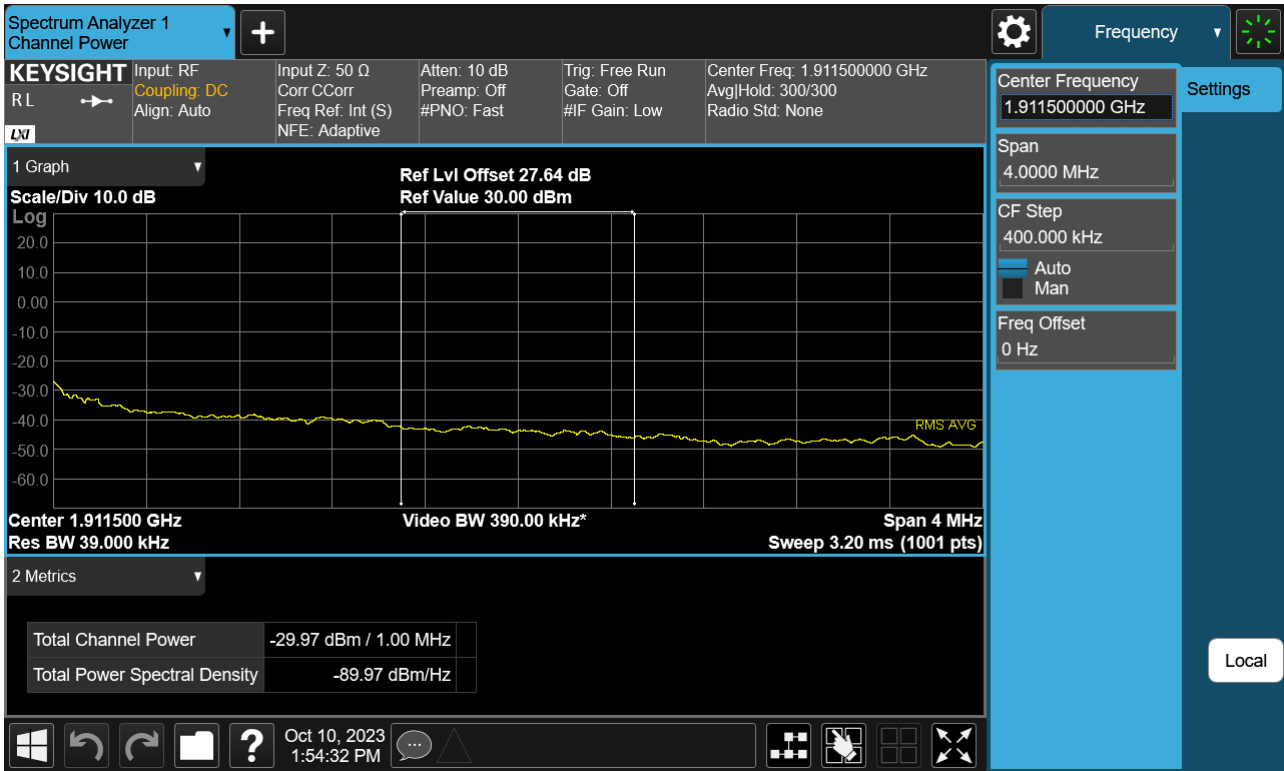 Spectrum Analyzer 1
Channel Power
+
Frequency
KEYSIGHT
RL
LXI
Input: RF
Coupling: DC
Align: Auto
Input Z: 50 Ω
Corr CCorr
Freq Ref: Int (S)
NFE: Adaptive
Atten: 10 dB
Preamp: Off
#PNO: Fast
Trig: Free Run
Gate: Off
#IF Gain: Low
Center Freq: 1.911500000 GHz
Avg|Hold: 300/300
Radio Std: None
Center Frequency
1.911500000 GHz
Settings
Span
4.0000 MHz
CF Step
400.000 kHz
Auto
Man
Freq Offset
0 Hz
Local
1 Graph
Scale/Div 10.0 dB
Ref Lvl Offset 27.64 dB
Ref Value 30.00 dBm
Log
20.0
10.0
0.00
-10.0
-20.0
-30.0
-40.0
-50.0
-60.0
RMS AVG
Center 1.911500 GHz
Video BW 390.00 kHz*
Span 4 MHz
Res BW 39.000 kHz
Sweep 3.20 ms (1001 pts)
2 Metrics
Total Channel Power -29.97 dBm / 1.00 MHz
Total Power Spectral Density -89.97 dBm/Hz
?
Oct 10, 2023
1:54:32 PM